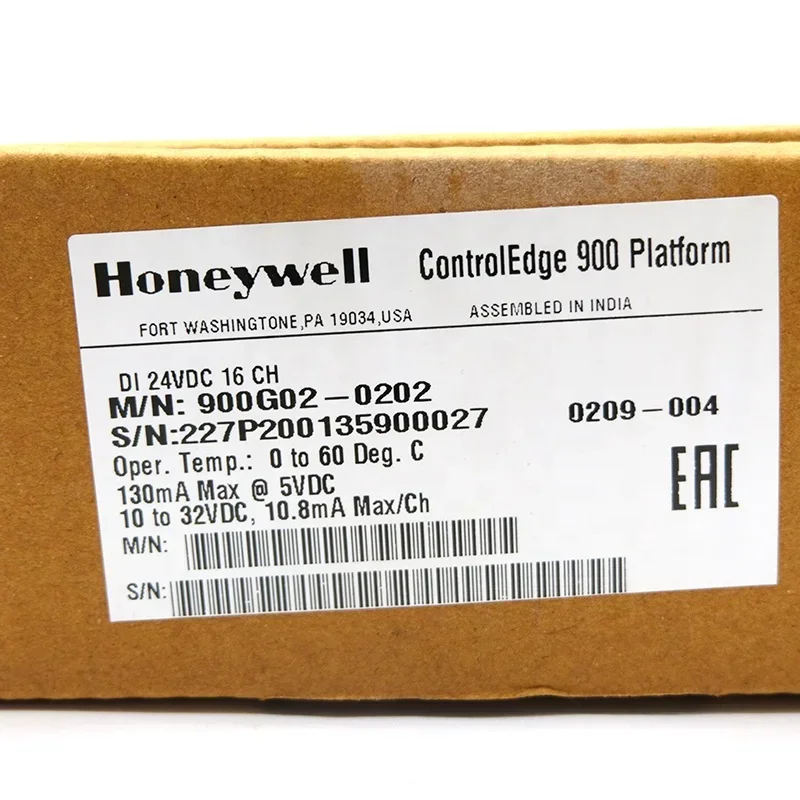 Honeywell ControlEdge 900 Platform
FORT WASHINGTONE,PA 19034,USA ASSEMBLED IN INDIA
DI 24VDC 16 CH
M/N: 900G02-0202 0209-004
S/N:227P200135900027
Oper. Temp.: 0 to 60 Deg. C
130mA Max @ 5VDC
10 to 32VDC, 10.8mA Max/Ch
M/N:
S/N:
EAC